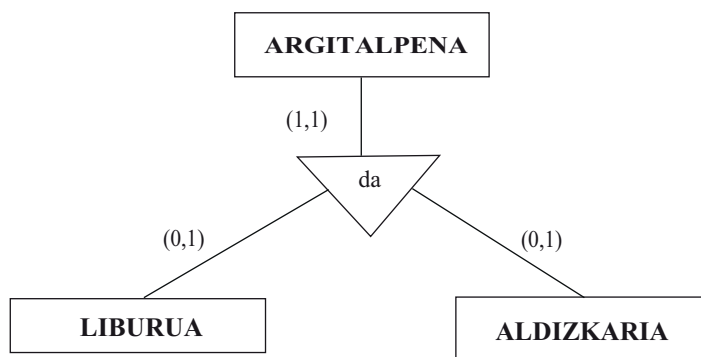 ARGITALPENA
(1,1)
da
(0,1)
(0,1)
LIBURUA
ALDIZKARIA